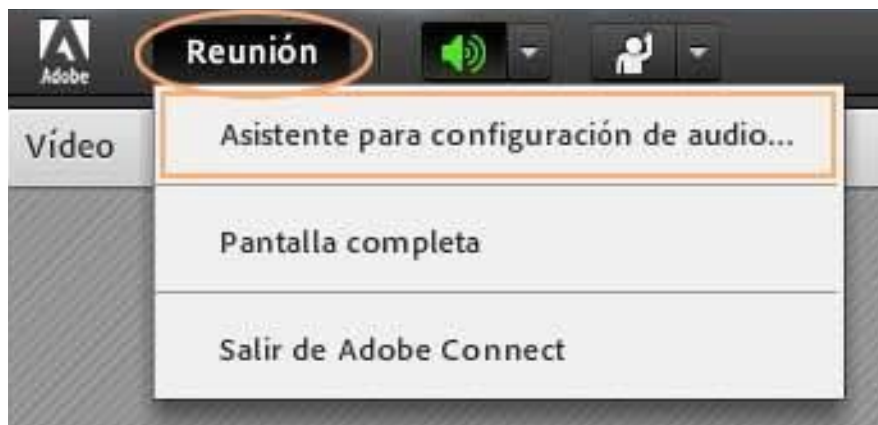 Adobe
Reunión
Vídeo
Asistente para configuración de audio...
Pantalla completa
Salir de Adobe Connect